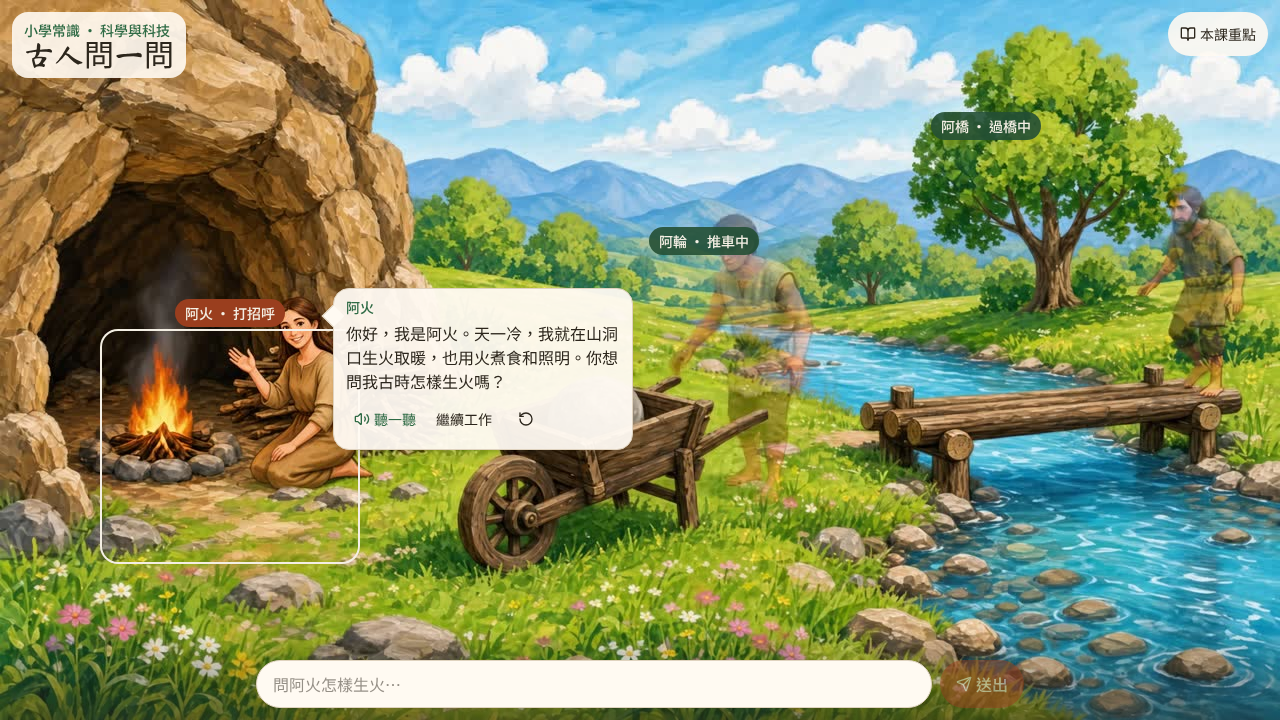 小學常識 · 科學與科技
古人問一問
本課重點
阿橋 · 過橋中
阿輪 · 推車中
阿火 · 打招呼
阿火
你好，我是阿火。天一冷，我就在山洞
口生火取暖，也用火煮食和照明。你想
問我古時怎樣生火嗎？
聽一聽 繼續工作
問阿火怎樣生火…
送出